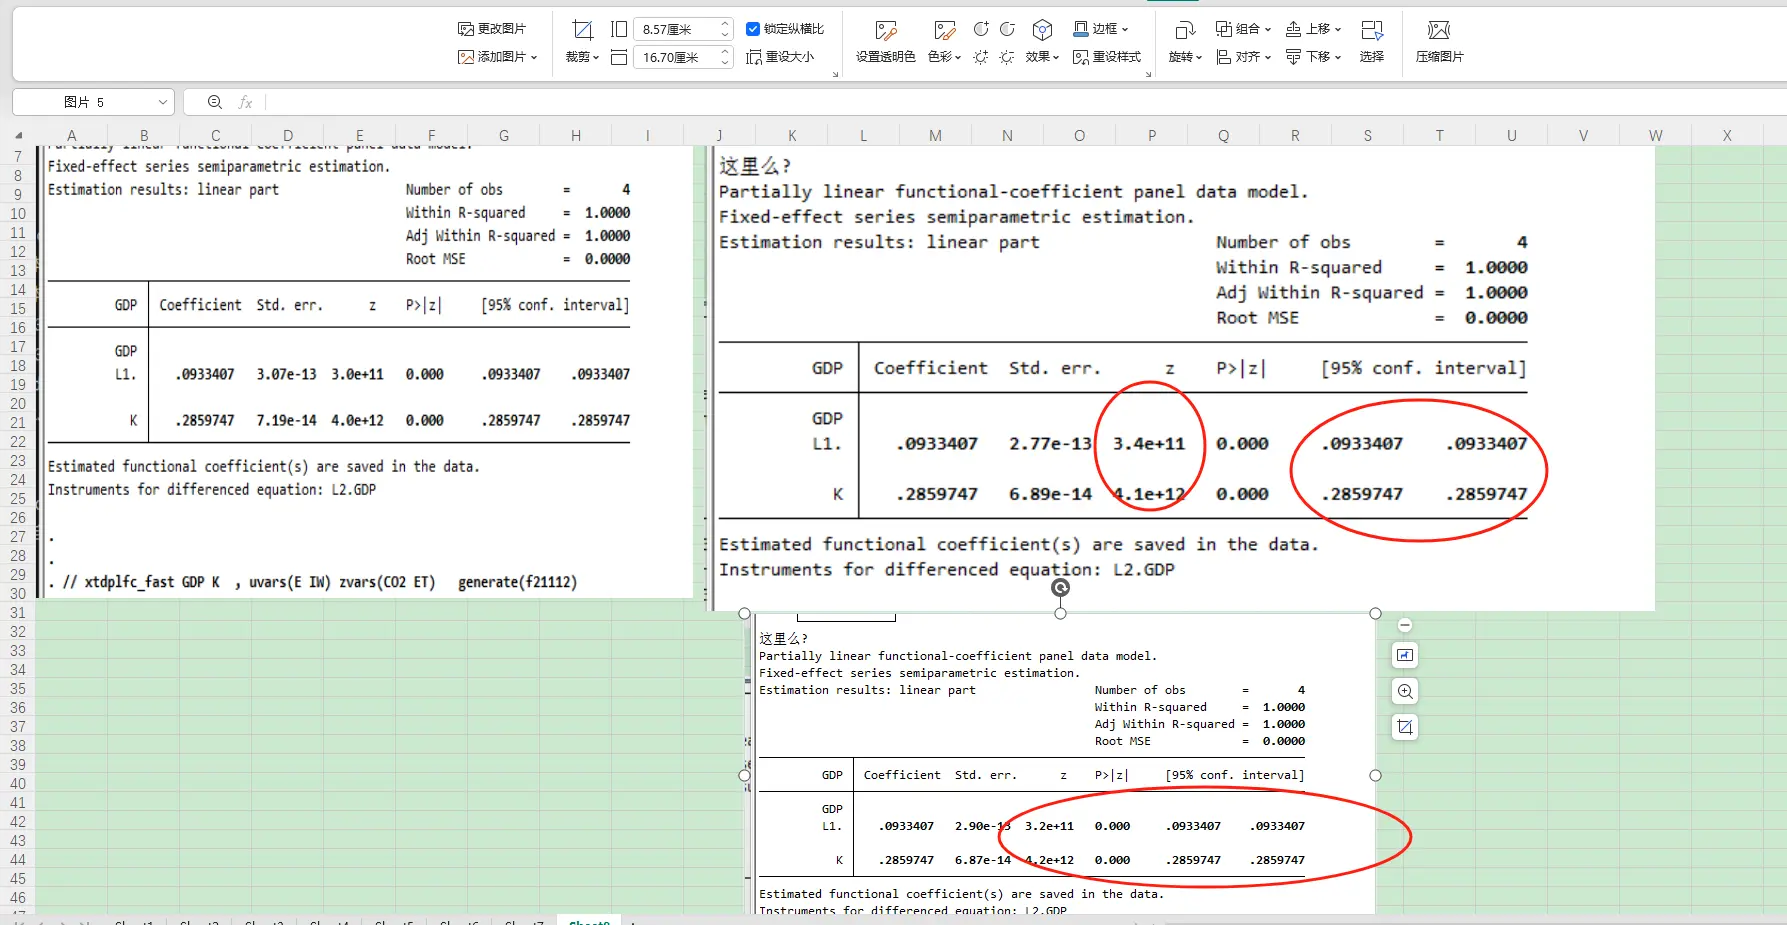 更改图片 8.57厘米 锁定纵横比 边框 组合 上移
添加图片 裁剪 16.70厘米 重设大小 设置透明色 色彩 效果 重设样式 旋转 对齐 下移 选择 压缩图片
图片 5 fx
A B C D E F G H I J K L M N O P Q R S T U V W X
7 8 9 10 11 12 13 14 15 16 17 18 19 20 21 22 23 24 25 26 27 28 29 30 31 32 33 34 35 36 37 38 39 40 41 42 43 44 45 46
Partially linear functional-coefficient panel data model.
Fixed-effect series semiparametric estimation.
Estimation results: linear part Number of obs = 4
Within R-squared = 1.0000
Adj Within R-squared = 1.0000
Root MSE = 0.0000
GDP Coefficient Std. err. z P>|z| [95% conf. interval]
GDP
L1. .0933407 3.07e-13 3.0e+11 0.000 .0933407 .0933407
K .2859747 7.19e-14 4.0e+12 0.000 .2859747 .2859747
Estimated functional coefficient(s) are saved in the data.
Instruments for differenced equation: L2.GDP
.
.
. // xtdplfc_fast GDP K , uvars(E IW) zvars(CO2 ET) generate(f21112)
这里么?
Partially linear functional-coefficient panel data model.
Fixed-effect series semiparametric estimation.
Estimation results: linear part Number of obs = 4
Within R-squared = 1.0000
Adj Within R-squared = 1.0000
Root MSE = 0.0000
GDP Coefficient Std. err. z P>|z| [95% conf. interval]
GDP
L1. .0933407 2.77e-13 3.4e+11 0.000 .0933407 .0933407
K .2859747 6.89e-14 4.1e+12 0.000 .2859747 .2859747
Estimated functional coefficient(s) are saved in the data.
Instruments for differenced equation: L2.GDP
这里么?
Partially linear functional-coefficient panel data model.
Fixed-effect series semiparametric estimation.
Estimation results: linear part Number of obs = 4
Within R-squared = 1.0000
Adj Within R-squared = 1.0000
Root MSE = 0.0000
GDP Coefficient Std. err. z P>|z| [95% conf. interval]
GDP
L1. .0933407 2.90e-13 3.2e+11 0.000 .0933407 .0933407
K .2859747 6.87e-14 4.2e+12 0.000 .2859747 .2859747
Estimated functional coefficient(s) are saved in the data.
Instruments for differenced equation: L2.GDP